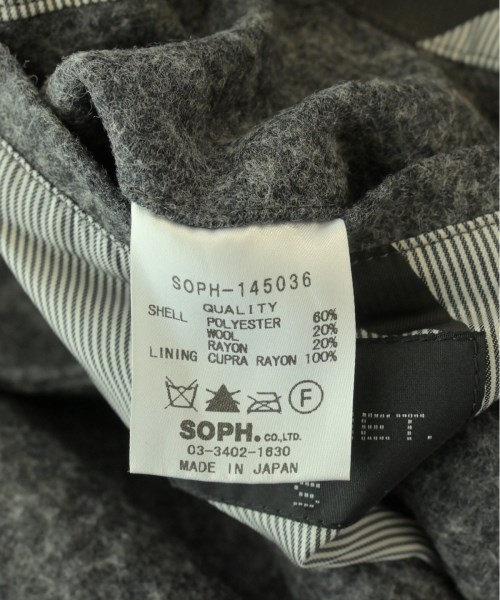 SOPH-145036
QUALITY
SHELL POLYESTER 60%
WOOL 20%
RAYON 20%
LINING CUPRA RAYON 100%
F
SOPH. CO.,LTD.
03-3402-1630
MADE IN JAPAN